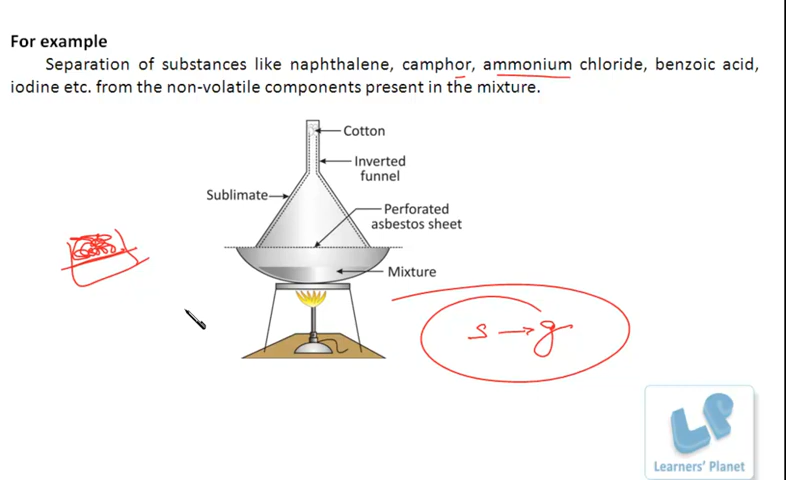 For example
Separation of substances like naphthalene, camphor, ammonium chloride, benzoic acid,
iodine etc. from the non-volatile components present in the mixture.
Cotton
Inverted
funnel
Sublimate
Perforated
asbestos sheet
Mixture
s → g
LP
Learners' Planet